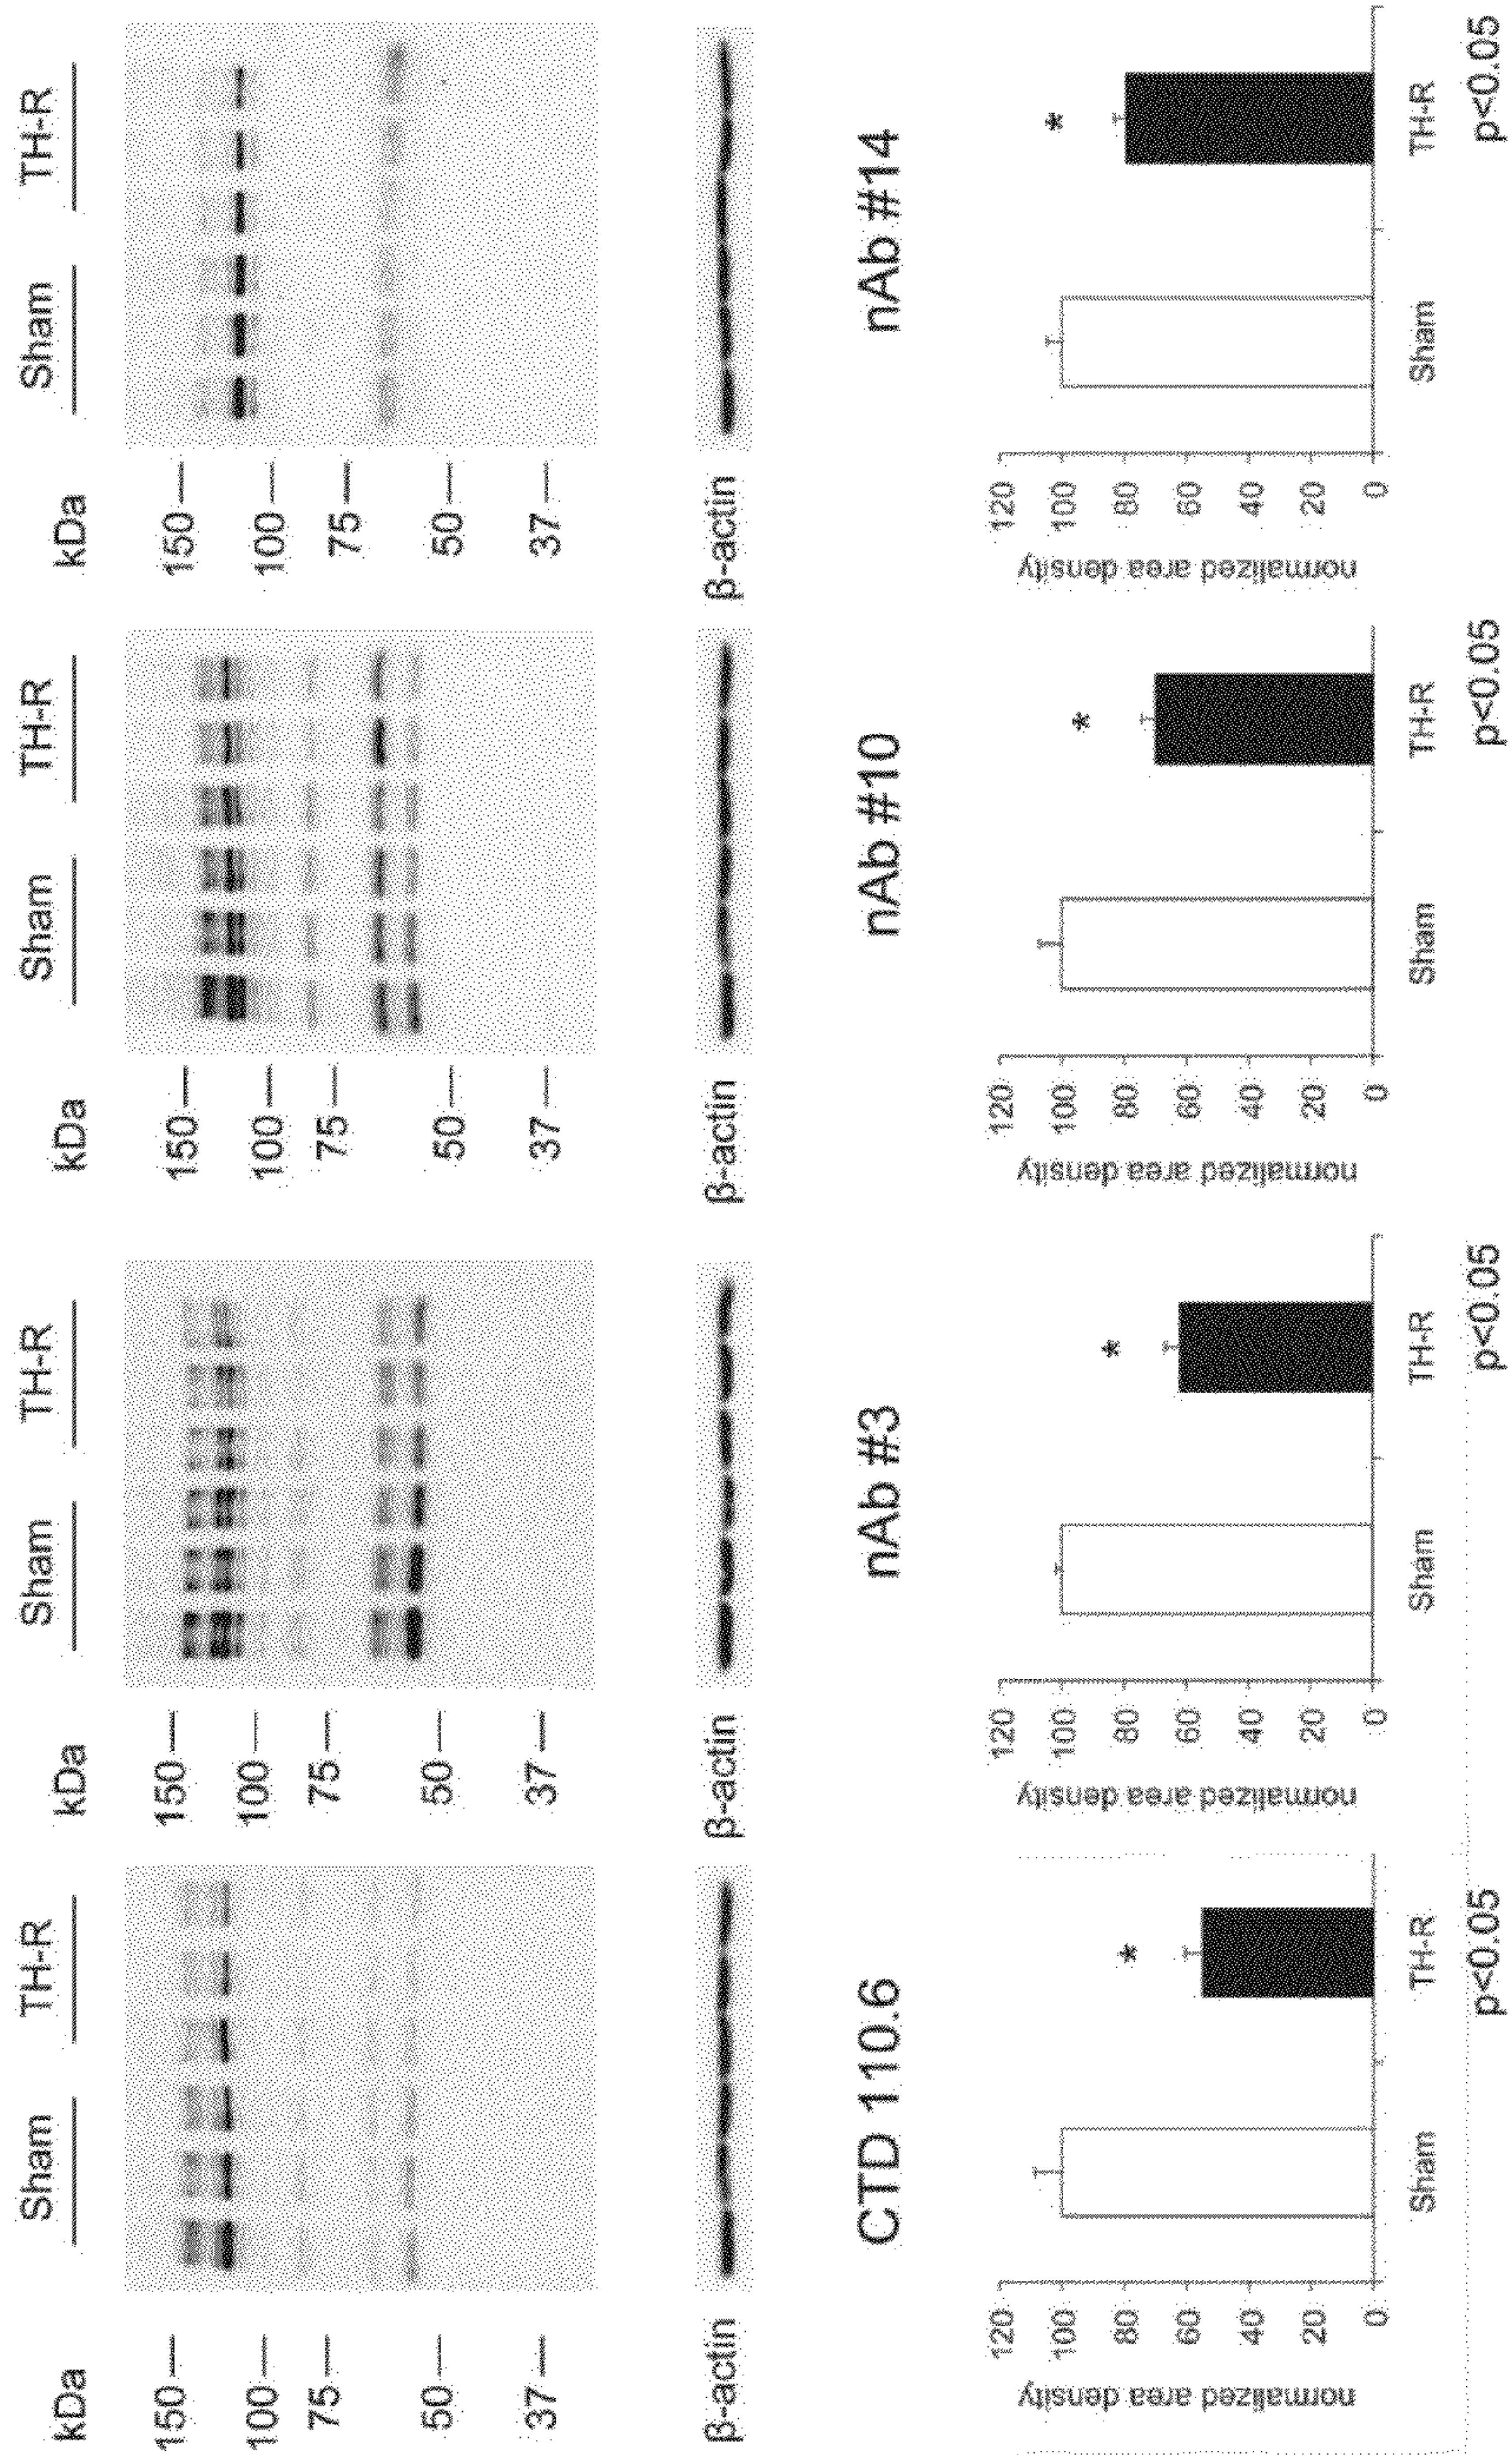 kDa
Sham
TH-R
150
100
75
50
37
β-actin
CTD 110.6
normalized area density
120
100
80
60
40
20
0
*
Sham
TH-R
p<0.05
kDa
Sham
TH-R
150
100
75
50
37
β-actin
nAb #3
normalized area density
120
100
80
60
40
20
0
*
Sham
TH-R
p<0.05
kDa
Sham
TH-R
150
100
75
50
37
β-actin
nAb #10
normalized area density
120
100
80
60
40
20
0
*
Sham
TH-R
p<0.05
kDa
Sham
TH-R
150
100
75
50
37
β-actin
nAb #14
normalized area density
120
100
80
60
40
20
0
*
Sham
TH-R
p<0.05